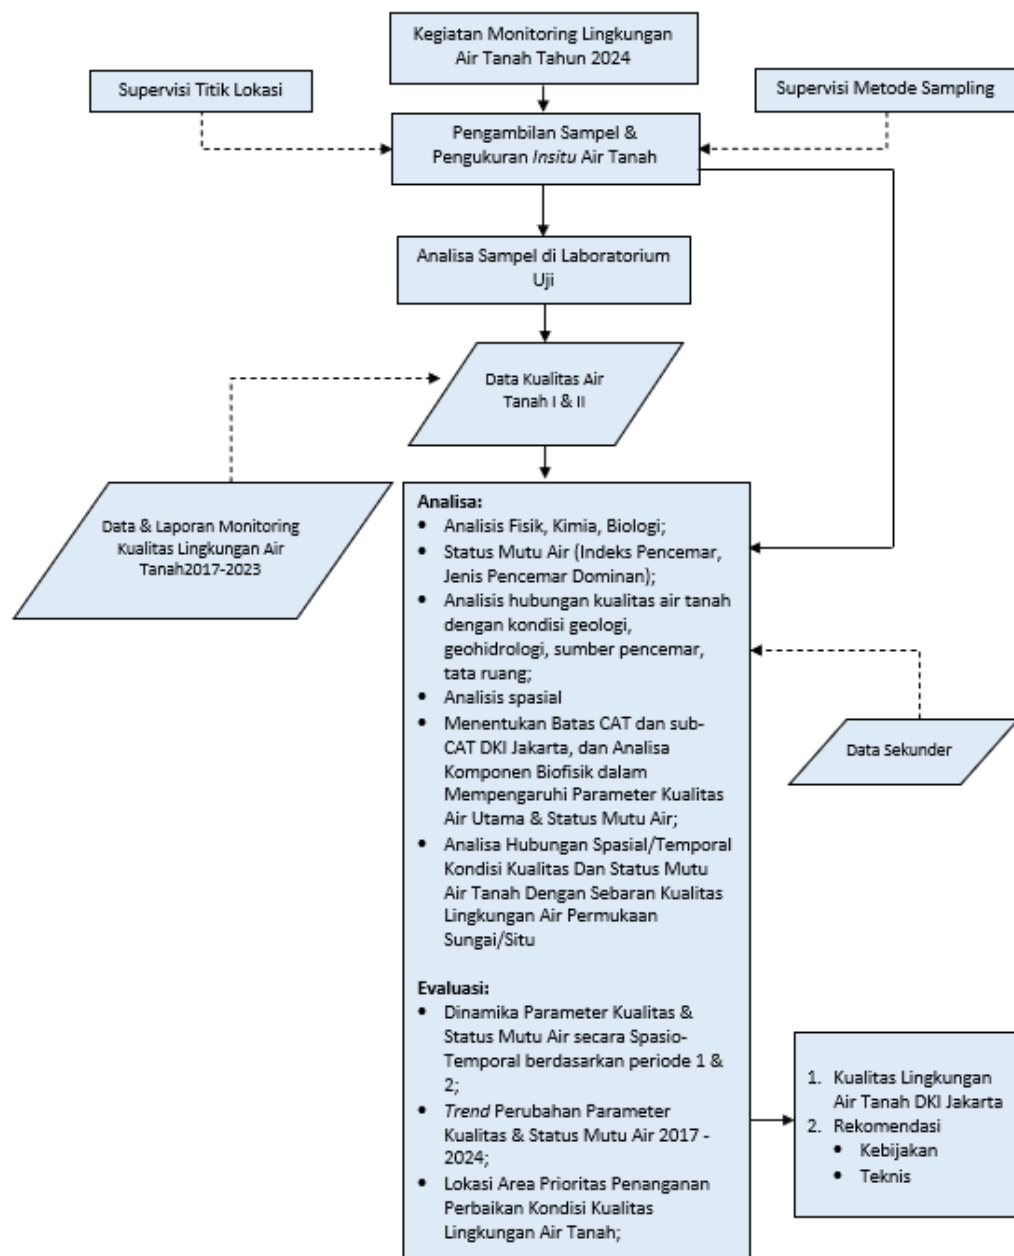 Kegiatan Monitoring Lingkungan
Air Tanah Tahun 2024
Supervisi Titik Lokasi
Supervisi Metode Sampling
Pengambilan Sampel &
Pengukuran Insitu Air Tanah
Analisa Sampel di Laboratorium
Uji
Data Kualitas Air
Tanah I & II
Data & Laporan Monitoring
Kualitas Lingkungan Air
Tanah2017-2023
Analisa:
• Analisis Fisik, Kimia, Biologi;
• Status Mutu Air (Indeks Pencemar,
Jenis Pencemar Dominan);
• Analisis hubungan kualitas air tanah
dengan kondisi geologi,
geohidrologi, sumber pencemar,
tata ruang;
• Analisis spasial
• Menentukan Batas CAT dan sub-
CAT DKI Jakarta, dan Analisa
Komponen Biofisik dalam
Mempengaruhi Parameter Kualitas
Air Utama & Status Mutu Air;
• Analisa Hubungan Spasial/Temporal
Kondisi Kualitas Dan Status Mutu
Air Tanah Dengan Sebaran Kualitas
Lingkungan Air Permukaan
Sungai/Situ
Data Sekunder
Evaluasi:
• Dinamika Parameter Kualitas &
Status Mutu Air secara Spasio-
Temporal berdasarkan periode 1 &
2;
• Trend Perubahan Parameter
Kualitas & Status Mutu Air 2017 -
2024;
• Lokasi Area Prioritas Penanganan
Perbaikan Kondisi Kualitas
Lingkungan Air Tanah;
1. Kualitas Lingkungan
Air Tanah DKI Jakarta
2. Rekomendasi
• Kebijakan
• Teknis